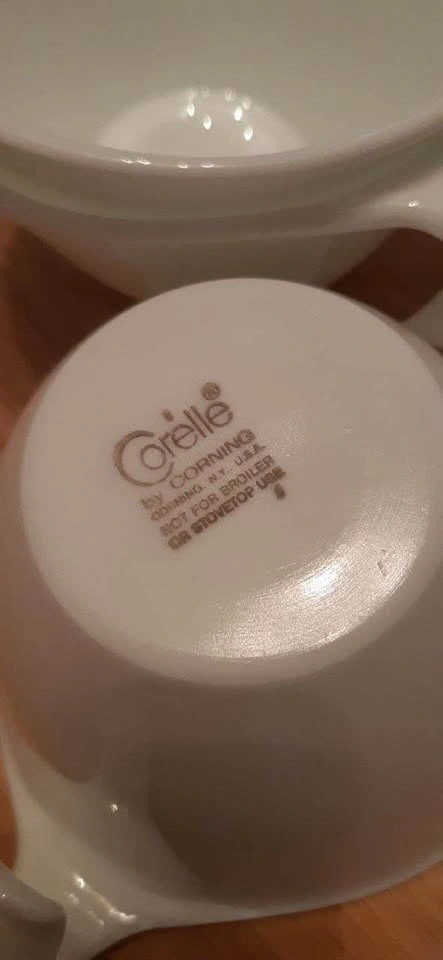 Corelle®
by CORNING
CORNING, N.Y., U.S.A.
NOT FOR BROILER
OR STOVETOP USE